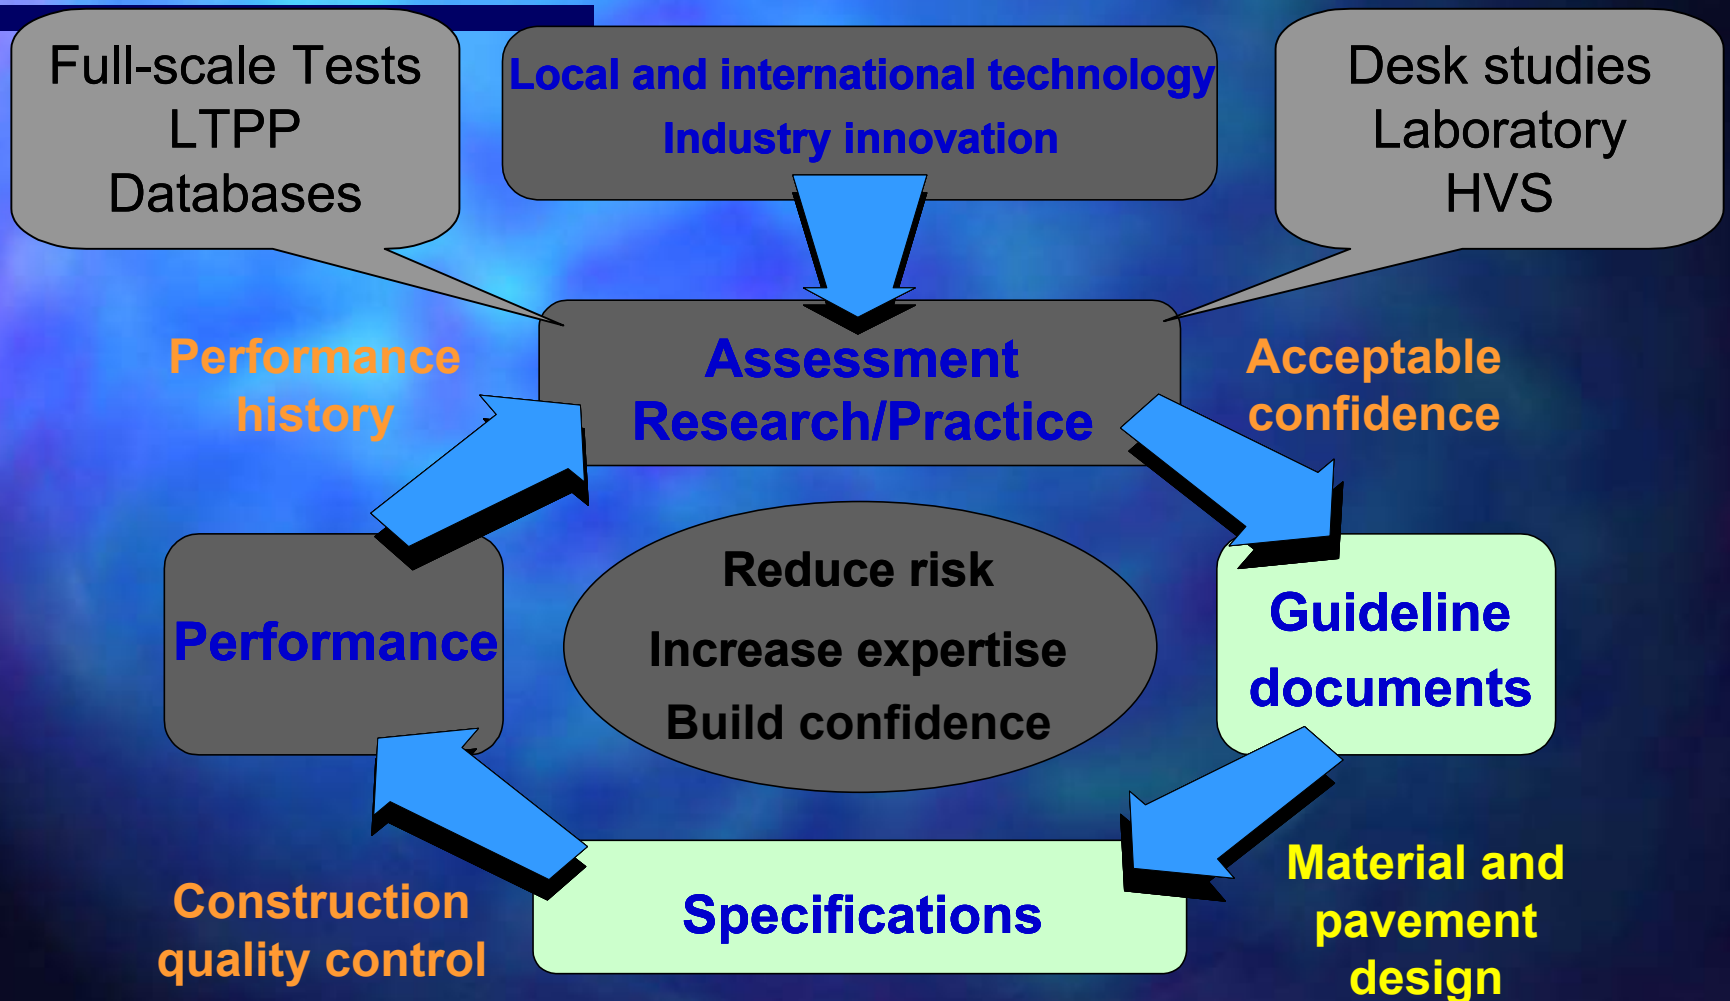 Full-scale Tests
LTPP
Databases
Local and international technology
Industry innovation
Desk studies
Laboratory
HVS
Performance
history
Assessment
Research/Practice
Acceptable
confidence
Performance
Reduce risk
Increase expertise
Build confidence
Guideline
documents
Construction
quality control
Specifications
Material and
pavement
design